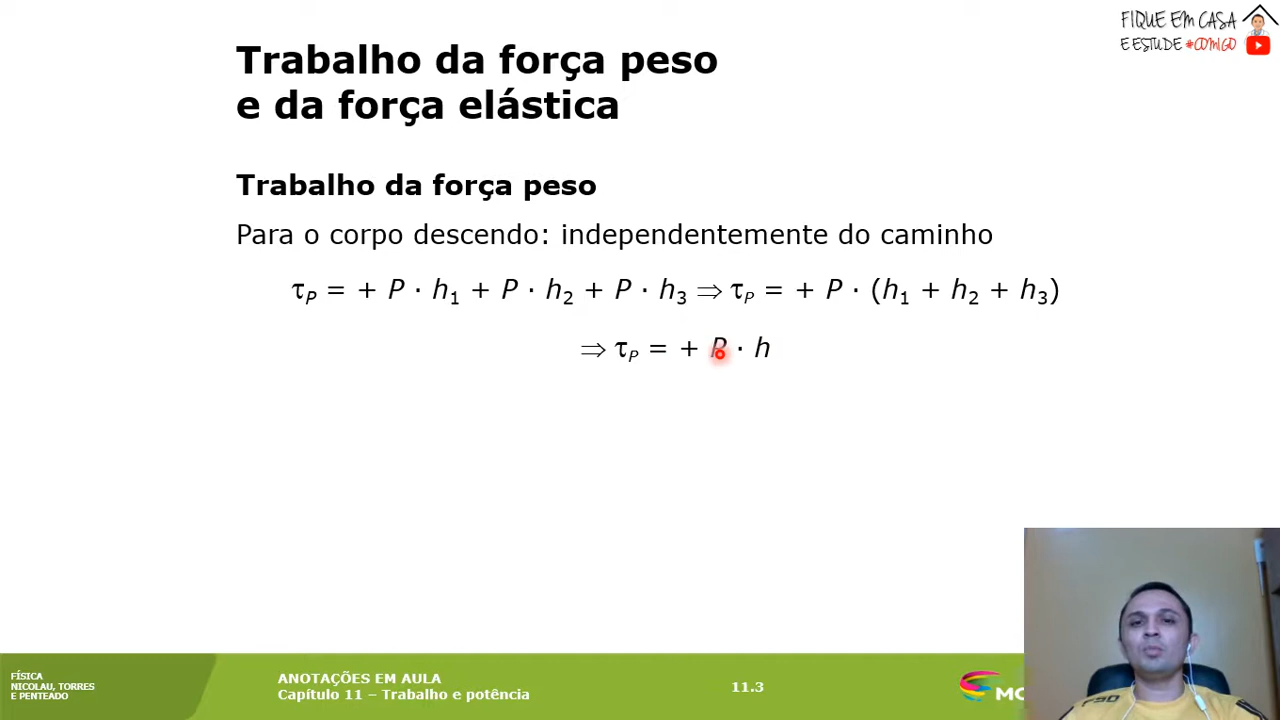 FIQUE EM CASA
E ESTUDE #COMIGO
Trabalho da força peso
e da força elástica
Trabalho da força peso
Para o corpo descendo: independentemente do caminho
τP = + P · h1 + P · h2 + P · h3 ⇒ τP = + P · (h1 + h2 + h3)
⇒ τP = + P · h
FÍSICA
NICOLAU, TORRES
E PENTEADO
ANOTAÇÕES EM AULA
Capítulo 11 – Trabalho e potência
11.3